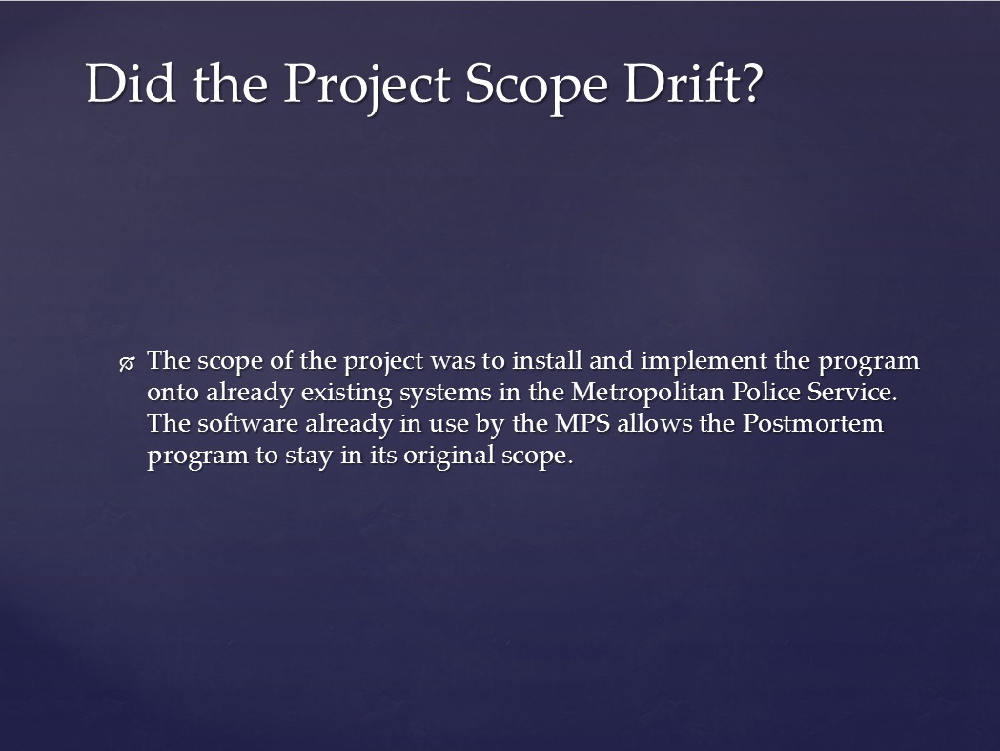 Did the Project Scope Drift?
The scope of the project was to install and implement the program
onto already existing systems in the Metropolitan Police Service.
The software already in use by the MPS allows the Postmortem
program to stay in its original scope.